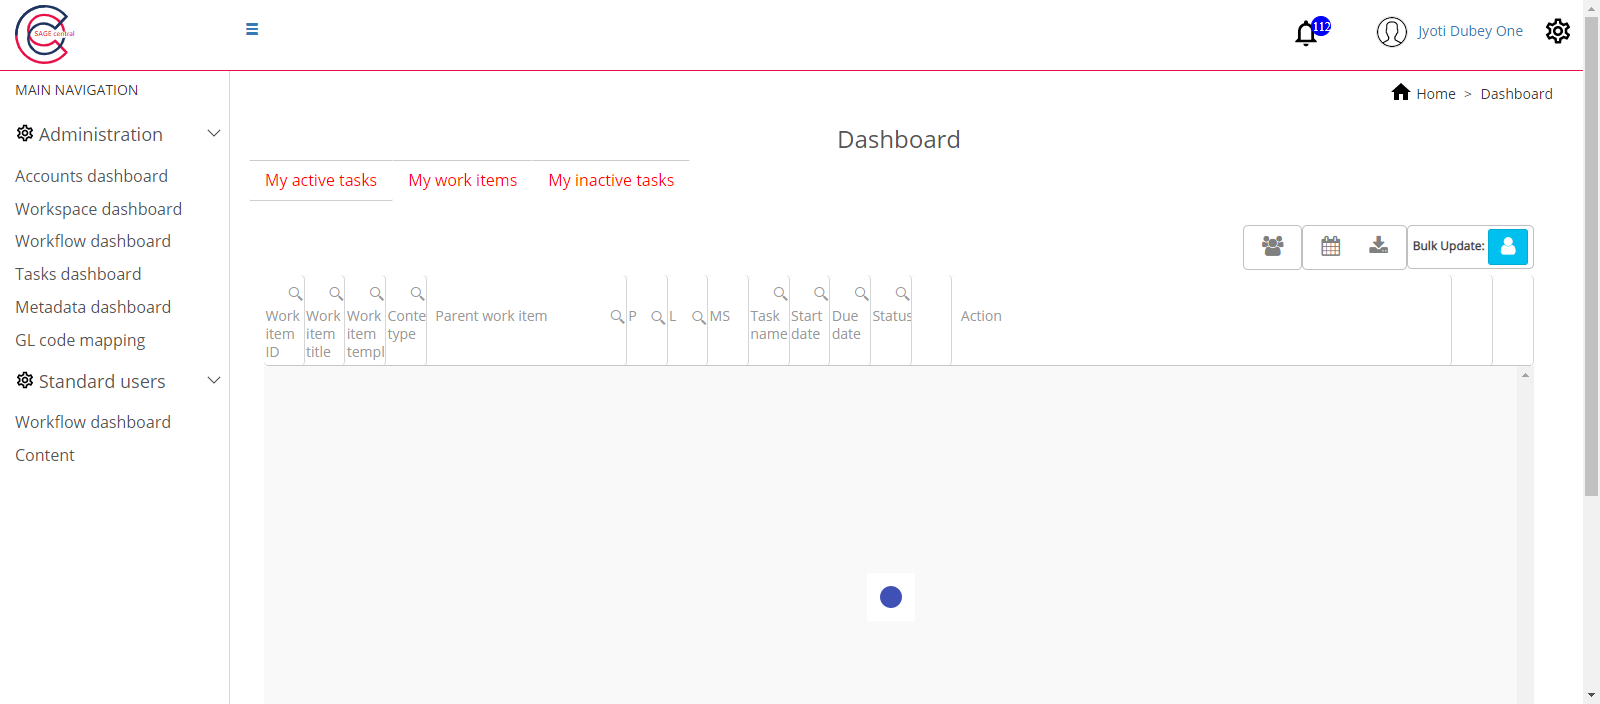 SAGE central
112
Jyoti Dubey One
MAIN NAVIGATION
Home > Dashboard
Administration
Dashboard
Accounts dashboard
My active tasks
My work items
My inactive tasks
Workspace dashboard
Workflow dashboard
Bulk Update:
Tasks dashboard
Metadata dashboard
GL code mapping
Work item ID
Work item title
Work item templ
Conte type
Parent work item
P
L
MS
Task name
Start date
Due date
Status
Action
Standard users
Workflow dashboard
Content